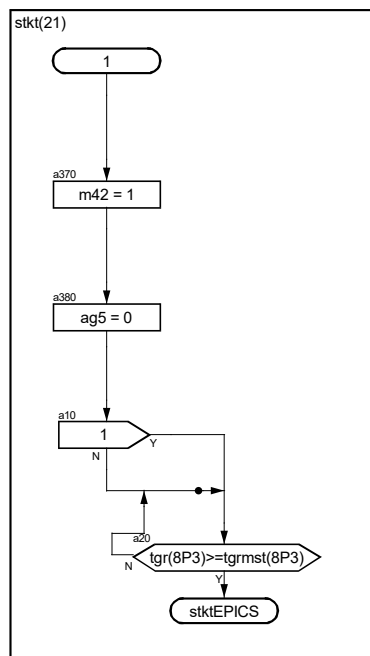 stkt(21)
1
a370
m42 = 1
a380
ag5 = 0
a10
1
Y
N
a20
tgr(8P3)>=tgrmst(8P3)
N
Y
stktEPICS